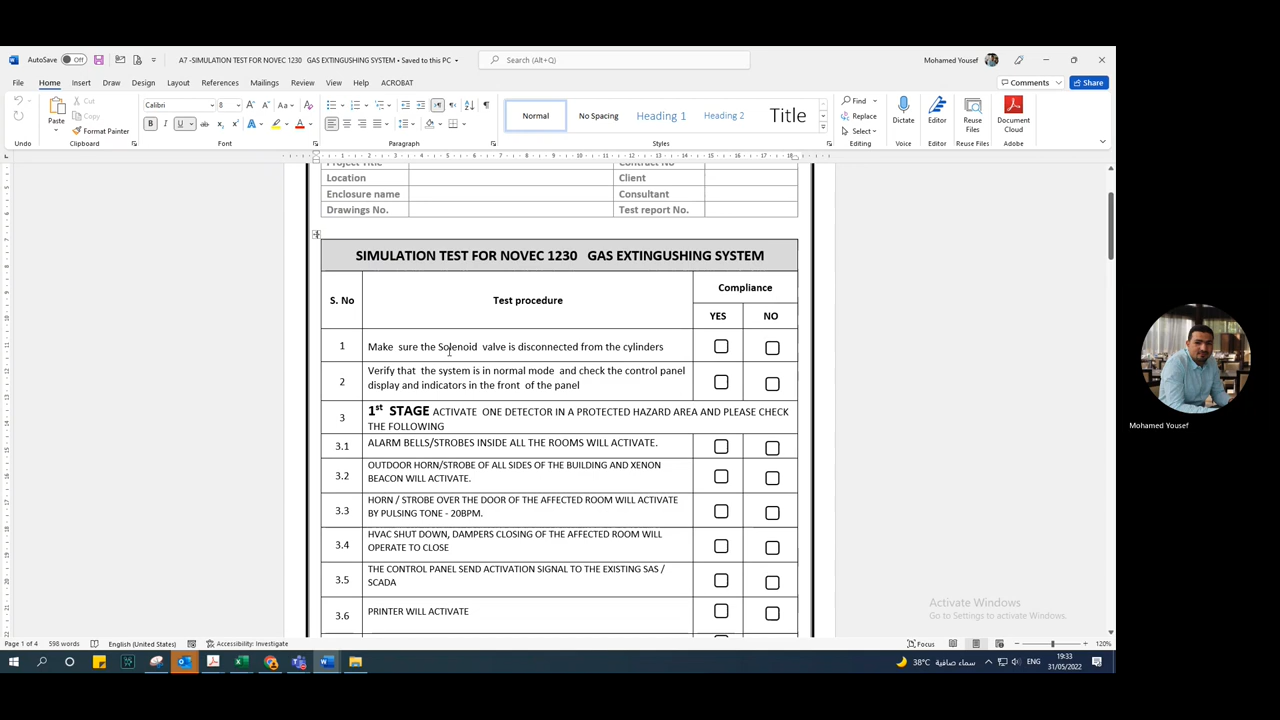 AutoSave Off
A7 -SIMULATION TEST FOR NOVEC 1230 GAS EXTINGUSHING SYSTEM • Saved to this PC
Search (Alt+Q)
Mohamed Yousef
File Home Insert Draw Design Layout References Mailings Review View Help ACROBAT
Comments Share
Paste
Cut
Copy
Format Painter
Calibri 8
Normal
No Spacing
Heading 1
Heading 2
Title
Find
Replace
Select
Dictate
Editor
Reuse Files
Document Cloud
Undo Clipboard Font Paragraph Styles Editing Voice Editor Reuse Files Adobe
Project Title Contract No
Location Client
Enclosure name Consultant
Drawings No. Test report No.
SIMULATION TEST FOR NOVEC 1230 GAS EXTINGUSHING SYSTEM
S. No Test procedure Compliance
YES NO
1 Make sure the Solenoid valve is disconnected from the cylinders
2 Verify that the system is in normal mode and check the control panel
display and indicators in the front of the panel
3 1st STAGE ACTIVATE ONE DETECTOR IN A PROTECTED HAZARD AREA AND PLEASE CHECK
THE FOLLOWING
3.1 ALARM BELLS/STROBES INSIDE ALL THE ROOMS WILL ACTIVATE.
3.2 OUTDOOR HORN/STROBE OF ALL SIDES OF THE BUILDING AND XENON
BEACON WILL ACTIVATE.
3.3 HORN / STROBE OVER THE DOOR OF THE AFFECTED ROOM WILL ACTIVATE
BY PULSING TONE - 20BPM.
3.4 HVAC SHUT DOWN, DAMPERS CLOSING OF THE AFFECTED ROOM WILL
OPERATE TO CLOSE
3.5 THE CONTROL PANEL SEND ACTIVATION SIGNAL TO THE EXISTING SAS /
SCADA
3.6 PRINTER WILL ACTIVATE
Activate Windows
Go to Settings to activate Windows.
Mohamed Yousef
Page 1 of 4 598 words English (United States) Accessibility: Investigate
Focus 120%
38°C سماء صافية ENG
19:33
31/05/2022